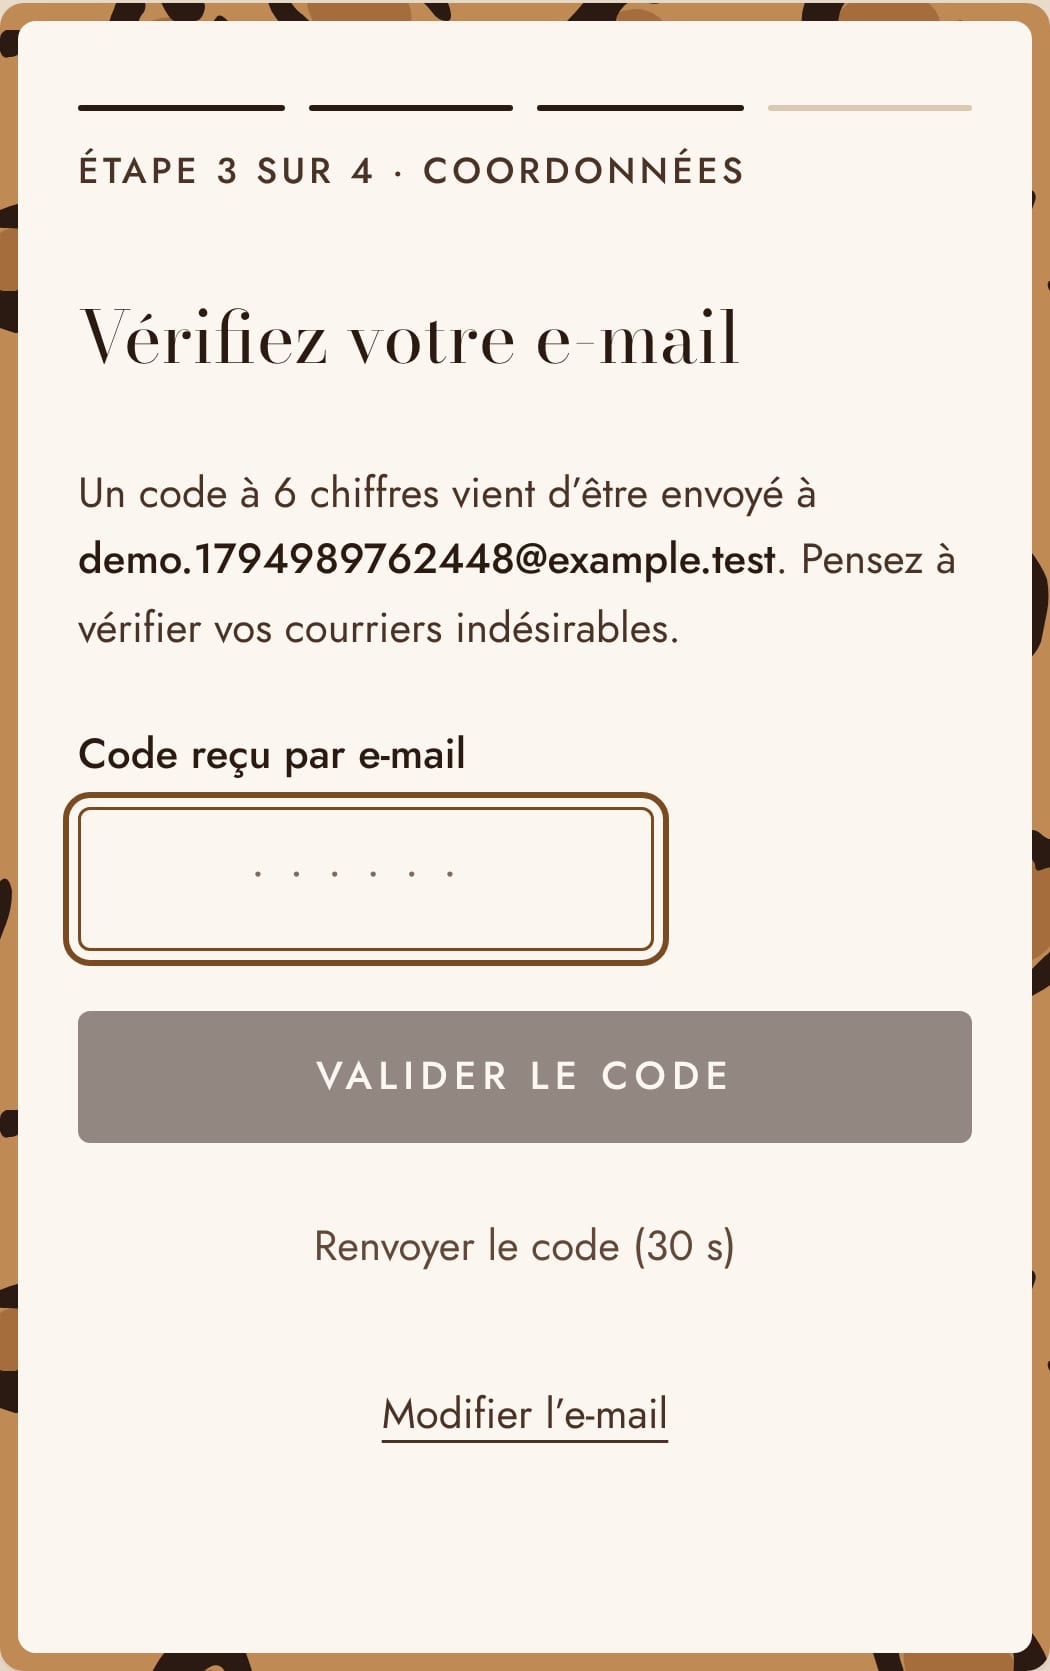 ÉTAPE 3 SUR 4 · COORDONNÉES
Vérifiez votre e-mail
Un code à 6 chiffres vient d’être envoyé à
demo.1794989762448@example.test. Pensez à
vérifier vos courriers indésirables.
Code reçu par e-mail
· · · · · ·
VALIDER LE CODE
Renvoyer le code (30 s)
Modifier l’e-mail